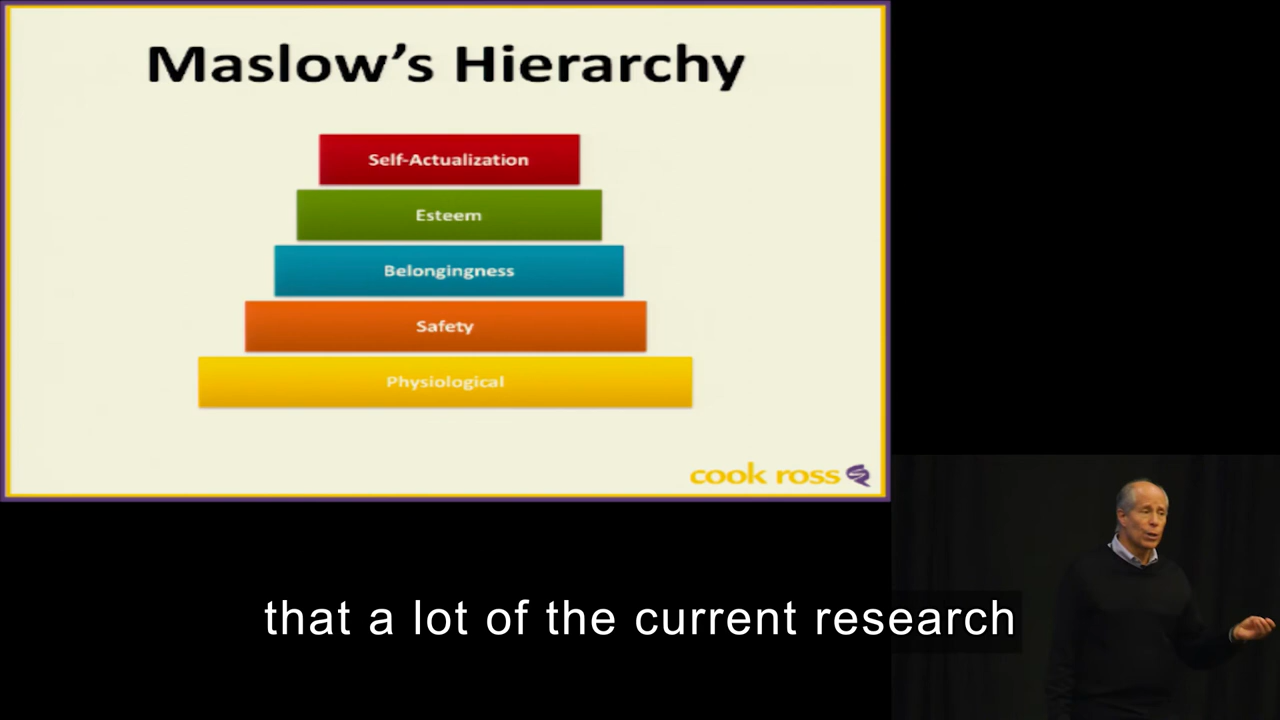 Maslow's Hierarchy
Self-Actualization
Esteem
Belongingness
Safety
Physiological
cook ross
that a lot of the current research